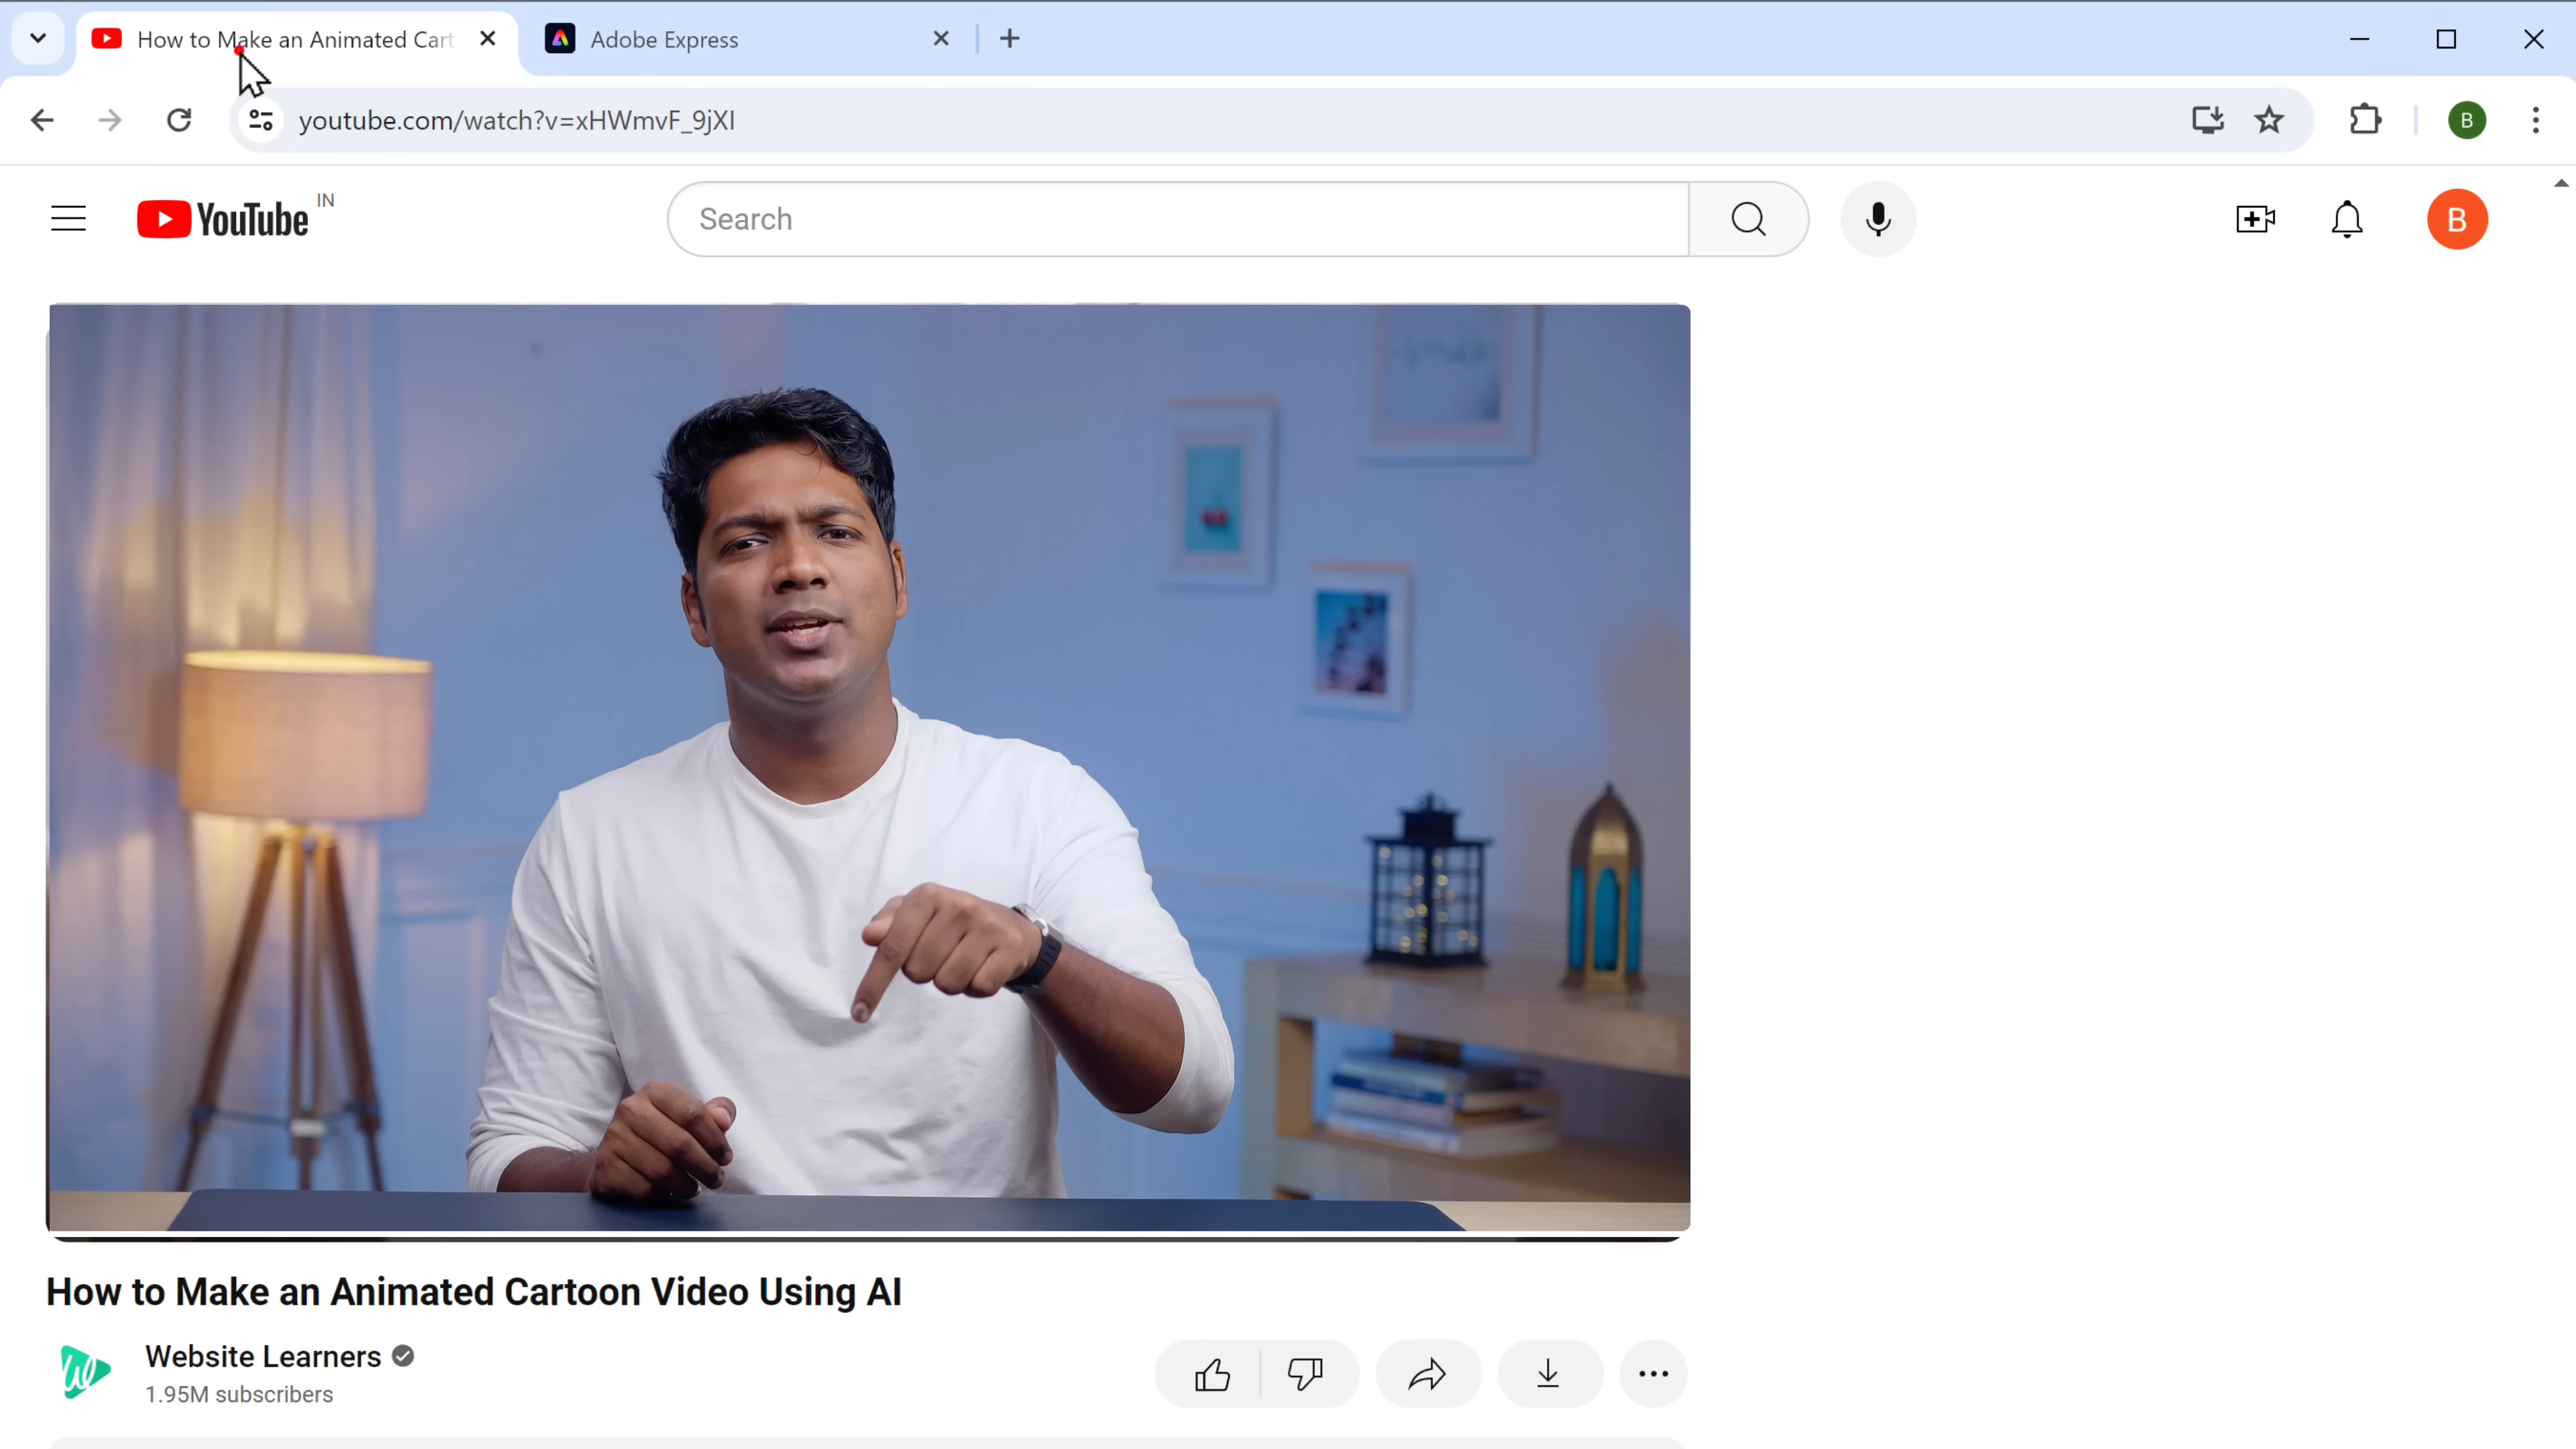 How to Make an Animated Cart
Adobe Express
youtube.com/watch?v=xHWmvF_9jXI
B
YouTube IN
Search
B
How to Make an Animated Cartoon Video Using AI
Website Learners
1.95M subscribers